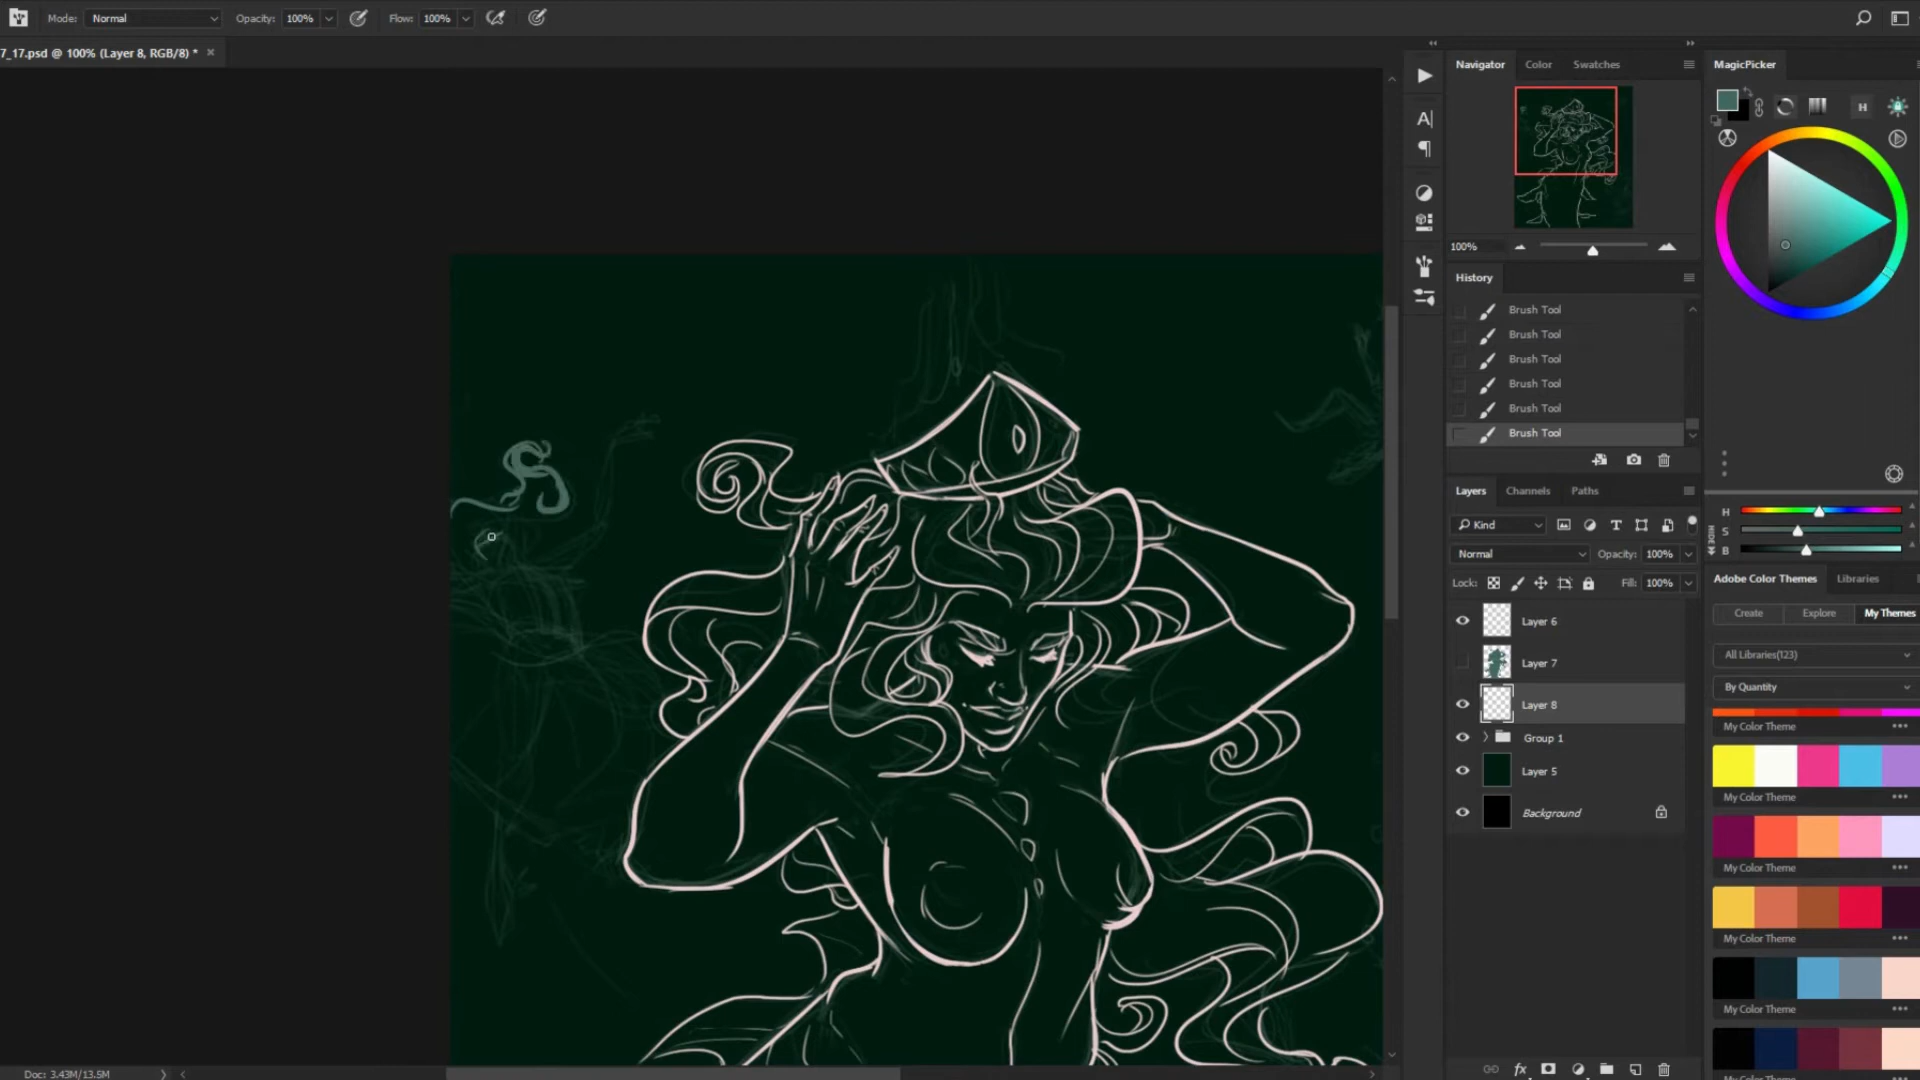 Mode: Normal Opacity: 100% Flow: 100%
7_17.psd @ 100% (Layer 8, RGB/8) *
Navigator Color Swatches
MagicPicker
H
100%
History
Brush Tool
Brush Tool
Brush Tool
Brush Tool
Brush Tool
Brush Tool
Layers Channels Paths
Kind
Normal Opacity: 100%
Lock: Fill: 100%
Layer 6
Layer 7
Layer 8
Group 1
Layer 5
Background
H
S
B
HIDE
Adobe Color Themes Libraries
Create Explore My Themes
All Libraries(123)
By Quantity
My Color Theme
My Color Theme
My Color Theme
My Color Theme
My Color Theme
Doc: 3.43M/13.5M